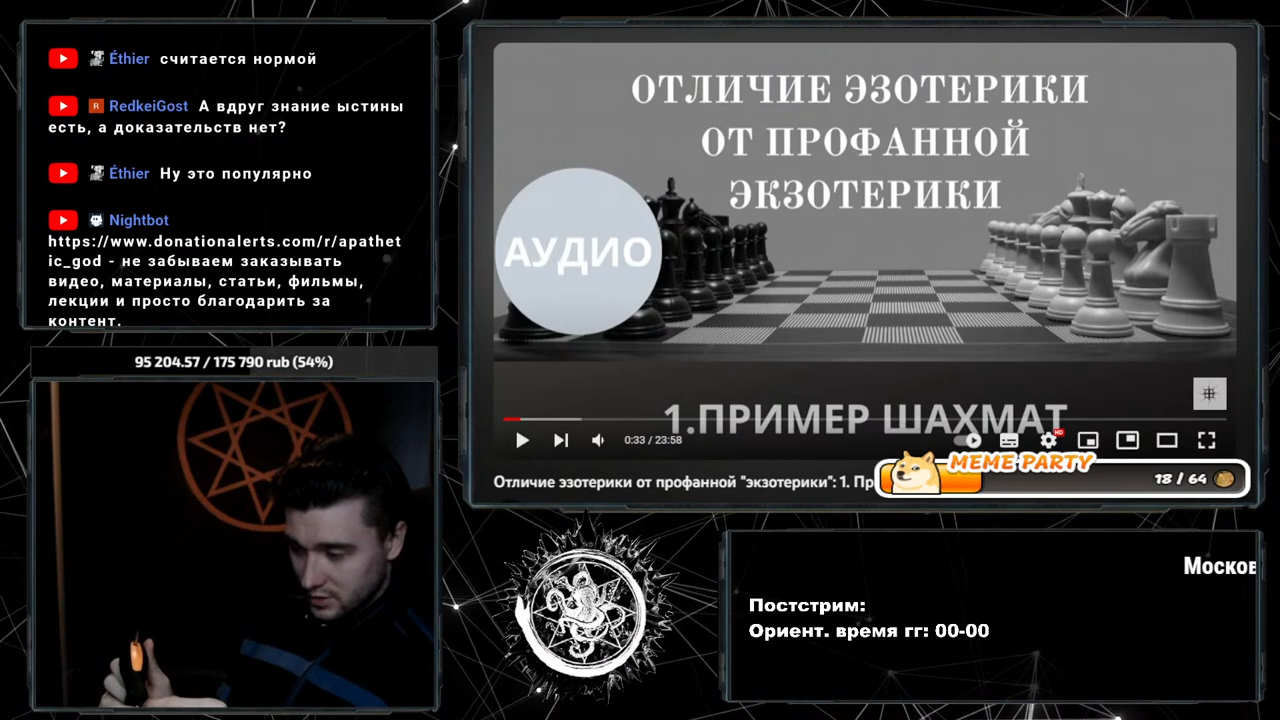 Éthier считается нормой
RedkeiGost А вдруг знание ыстины
есть, а доказательств нет?
Éthier Ну это популярно
Nightbot
https://www.donationalerts.com/r/apathet
ic_god - не забываем заказывать
видео, материалы, статьи, фильмы,
лекции и просто благодарить за
контент.
95 204.57 / 175 790 rub (54%)
ОТЛИЧИЕ ЭЗОТЕРИКИ
ОТ ПРОФАННОЙ
ЭКЗОТЕРИКИ
АУДИО
1.ПРИМЕР ШАХМАТ
0:33 / 23:58
HD
Отличие эзотерики от профанной "экзотерики": 1. Пр
MEME PARTY
18 / 64
Москов
Постстрим:
Ориент. время гг: 00-00